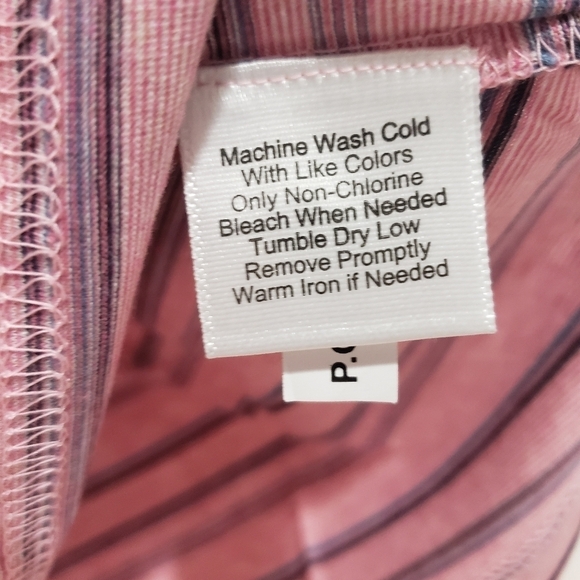 Machine Wash Cold
With Like Colors
Only Non-Chlorine
Bleach When Needed
Tumble Dry Low
Remove Promptly
Warm Iron if Needed